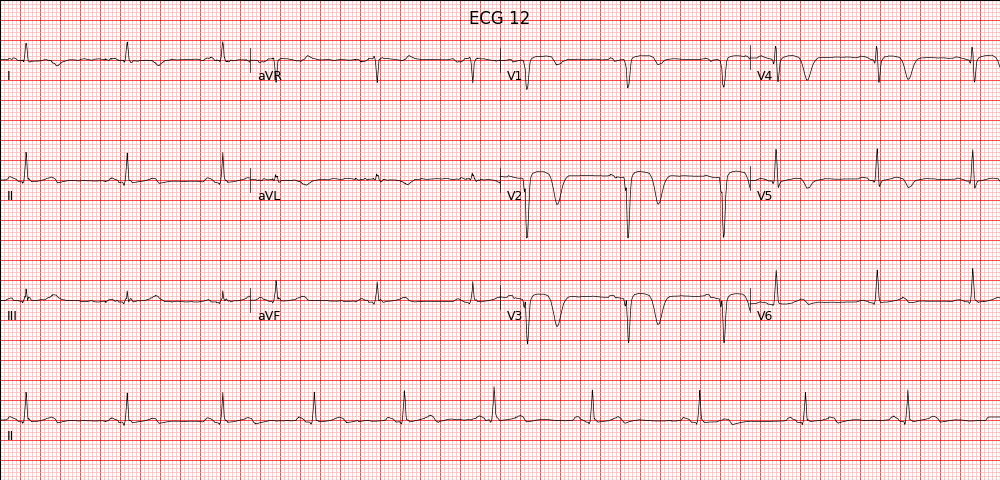 ECG 12
I aVR V1 V4
II aVL V2 V5
III aVF V3 V6
II